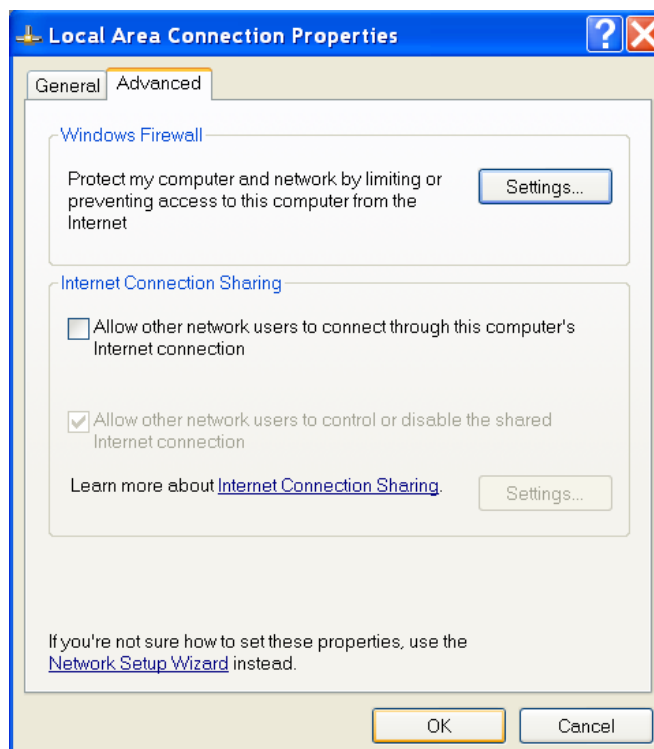 Local Area Connection Properties
General
Advanced
Windows Firewall
Protect my computer and network by limiting or
preventing access to this computer from the
Internet
Settings...
Internet Connection Sharing
Allow other network users to connect through this computer's
Internet connection
Allow other network users to control or disable the shared
Internet connection
Learn more about Internet Connection Sharing.
Settings...
If you're not sure how to set these properties, use the
Network Setup Wizard instead.
OK
Cancel